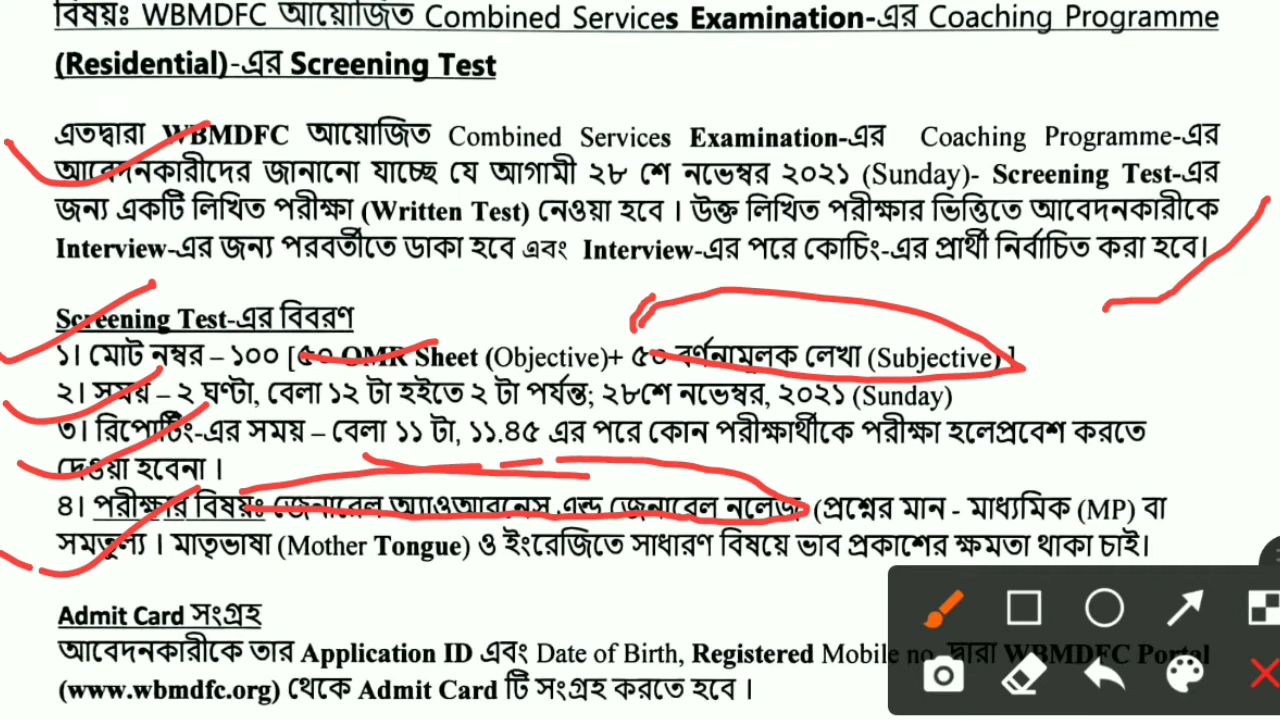 বিষয়ঃ WBMDFC আয়োজিত Combined Services Examination-এর Coaching Programme
(Residential)-এর Screening Test
এতদ্বারা WBMDFC আয়োজিত Combined Services Examination-এর Coaching Programme-এর
আবেদনকারীদের জানানো যাচ্ছে যে আগামী ২৮ শে নভেম্বর ২০২১ (Sunday)- Screening Test-এর
জন্য একটি লিখিত পরীক্ষা (Written Test) নেওয়া হবে । উক্ত লিখিত পরীক্ষার ভিত্তিতে আবেদনকারীকে
Interview-এর জন্য পরবর্তীতে ডাকা হবে এবং Interview-এর পরে কোচিং-এর প্রার্থী নির্বাচিত করা হবে।
Screening Test-এর বিবরণ
১। মোট নম্বর – ১০০ [৫০ OMR Sheet (Objective)+ ৫০ বর্ণনামূলক লেখা (Subjective) ]
২। সময় – ২ ঘণ্টা, বেলা ১২ টা হইতে ২ টা পর্যন্ত; ২৮শে নভেম্বর, ২০২১ (Sunday)
৩। রিপোর্টিং-এর সময় – বেলা ১১ টা, ১১.৪৫ এর পরে কোন পরীক্ষার্থীকে পরীক্ষা হলেপ্রবেশ করতে
দেওয়া হবেনা ।
৪। পরীক্ষার বিষয়ঃ জেনারেল অ্যাওআরনেস এন্ড জেনারেল নলেজ (প্রশ্নের মান - মাধ্যমিক (MP) বা
সমতুল্য । মাতৃভাষা (Mother Tongue) ও ইংরেজিতে সাধারণ বিষয়ে ভাব প্রকাশের ক্ষমতা থাকা চাই।
Admit Card সংগ্রহ
আবেদনকারীকে তার Application ID এবং Date of Birth, Registered Mobile no. দ্বারা WBMDFC Portal
(www.wbmdfc.org) থেকে Admit Card টি সংগ্রহ করতে হবে ।